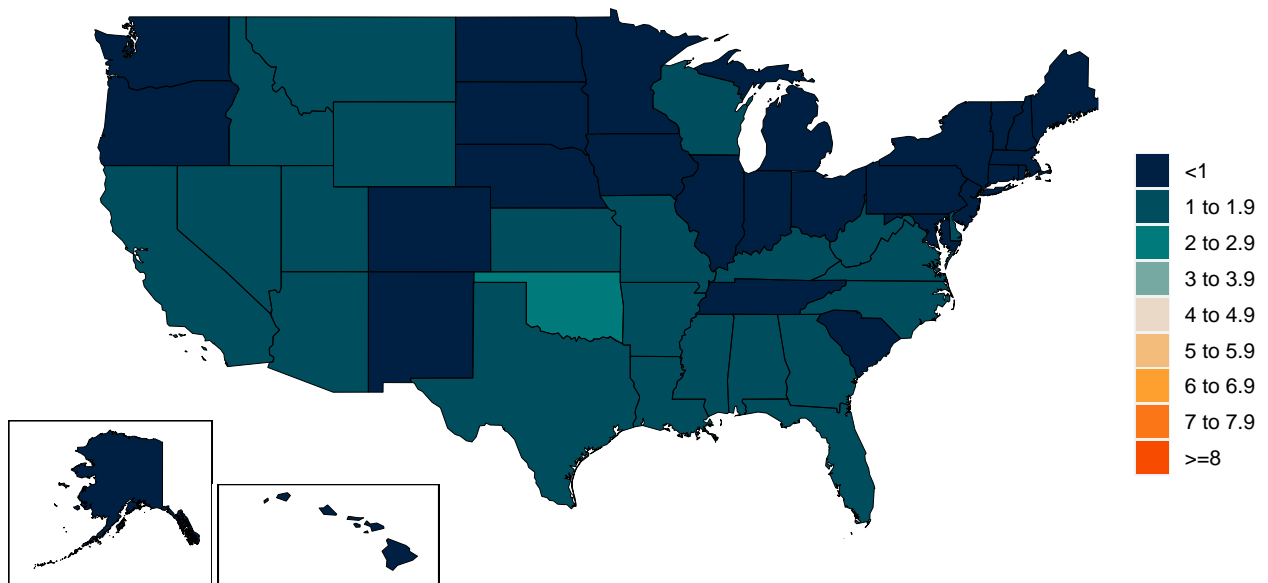 <1
1 to 1.9
2 to 2.9
3 to 3.9
4 to 4.9
5 to 5.9
6 to 6.9
7 to 7.9
>=8